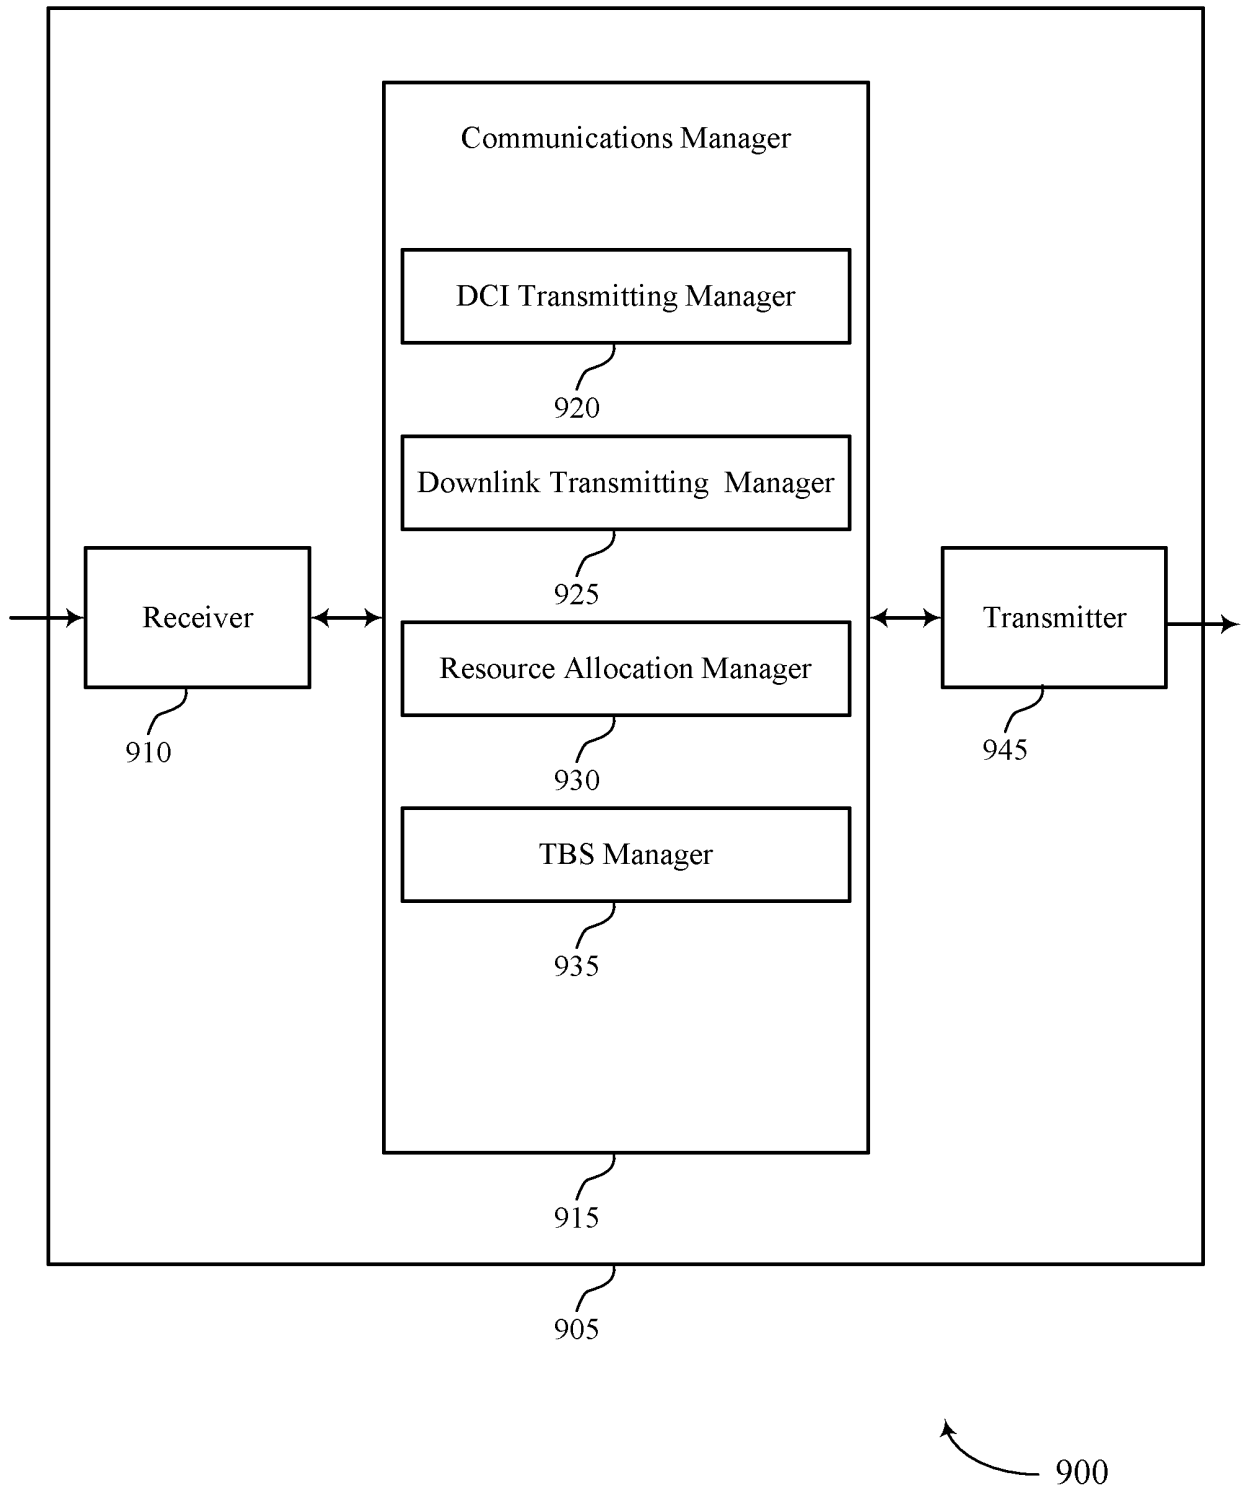 Communications Manager
DCI Transmitting Manager
920
Downlink Transmitting Manager
925
Receiver
910
Resource Allocation Manager
930
Transmitter
945
TBS Manager
935
915
905
900